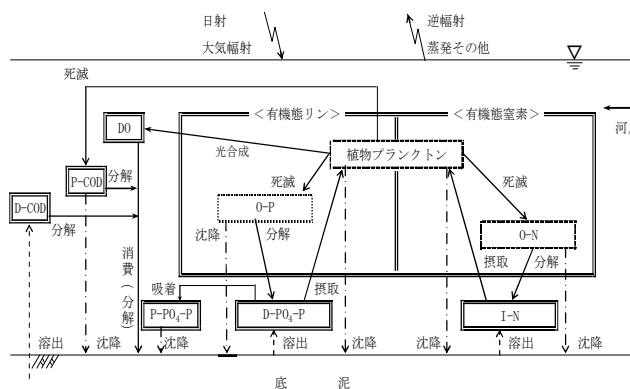 日射
大気輻射
逆輻射
蒸発その他
死滅
＜有機態リン＞
＜有機態窒素＞
DO
光合成
植物プランクトン
P-COD
分解
死滅
死滅
D-COD
分解
O-P
沈降
分解
O-N
消費(分解)
吸着
摂取
摂取
分解
P-PO₄-P
D-PO₄-P
I-N
溶出
沈降
沈降
沈降
溶出
沈降
沈降
溶出
沈降
底泥